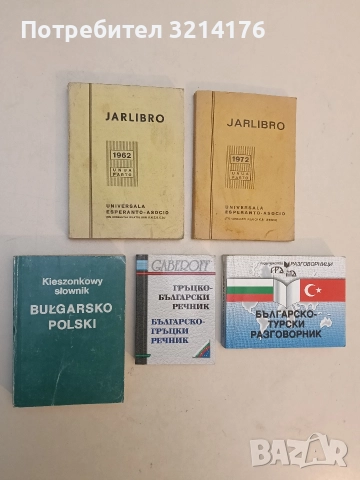 Потребител 3214176
JARLIBRO
1962
UNUA
PARTO
UNIVERSALA
ESPERANTO-ASOCIO
JARLIBRO
1972
UNUA
PARTO
UNIVERSALA
ESPERANTO-ASOCIO
Kieszonkowy
słownik
BUŁGARSKO
POLSKI
GABEROFF
ГРЪЦКО-
БЪЛГАРСКИ
РЕЧНИК
БЪЛГАРСКО-
ГРЪЦКИ
РЕЧНИК
РАЗГОВОРНИЦИ
БЪЛГАРСКО-
ТУРСКИ
РАЗГОВОРНИК
BAZAR